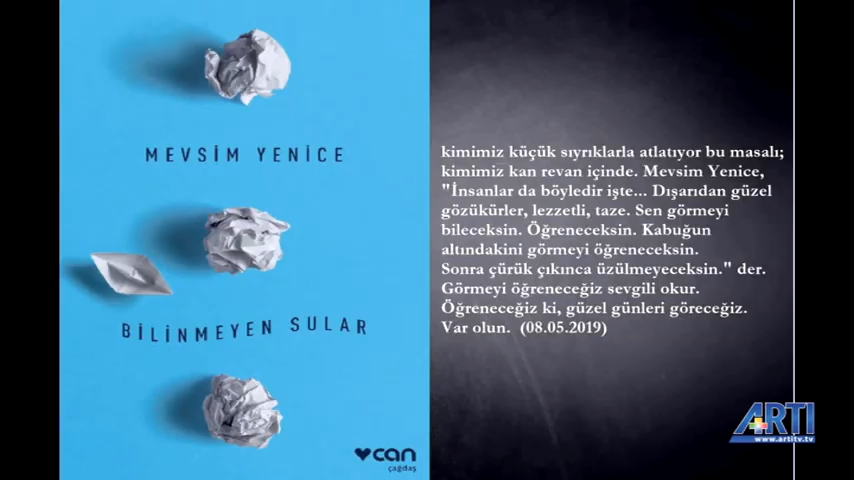 MEVSİM YENİCE
BİLİNMEYEN SULAR
can
çağdaş
kimimiz küçük sıyrıklarla atlatıyor bu masalı;
kimimiz kan revan içinde. Mevsim Yenice,
"İnsanlar da böyledir işte... Dışarıdan güzel
gözükürler, lezzetli, taze. Sen görmeyi
bileceksin. Öğreneceksin. Kabuğun
altındakini görmeyi öğreneceksin.
Sonra çürük çıkınca üzülmeyeceksin." der.
Görmeyi öğreneceğiz sevgili okur.
Öğreneceğiz ki, güzel günleri göreceğiz.
Var olun. (08.05.2019)
ARTI
www.artitv.tv